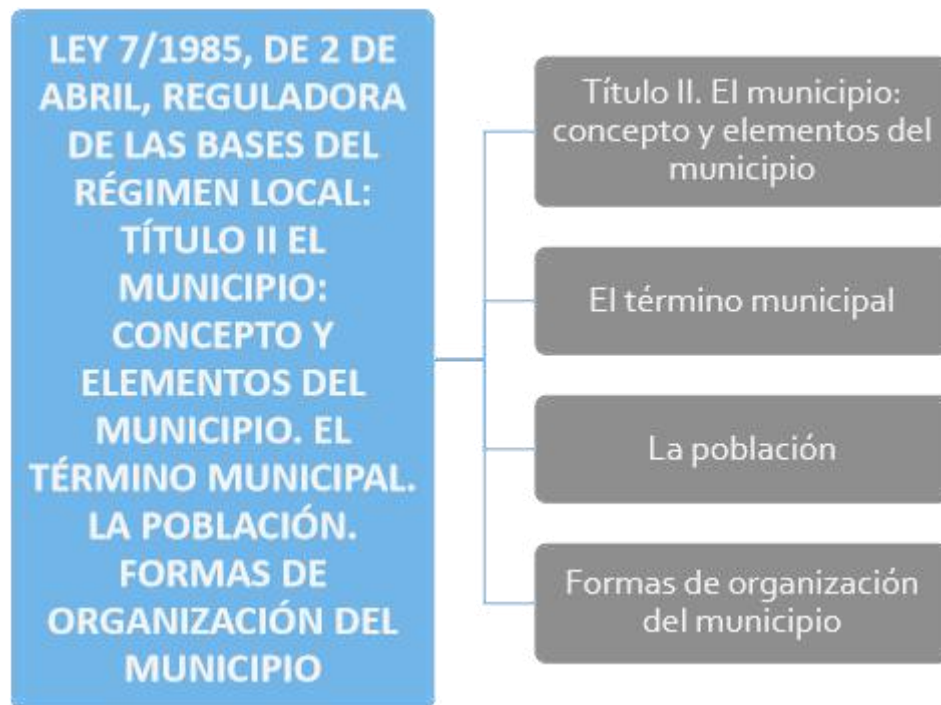 LEY 7/1985, DE 2 DE
ABRIL, REGULADORA
DE LAS BASES DEL
RÉGIMEN LOCAL:
TÍTULO II EL
MUNICIPIO:
CONCEPTO Y
ELEMENTOS DEL
MUNICIPIO. EL
TÉRMINO MUNICIPAL.
LA POBLACIÓN.
FORMAS DE
ORGANIZACIÓN DEL
MUNICIPIO
Título II. El municipio:
concepto y elementos del
municipio
El término municipal
La población
Formas de organización
del municipio